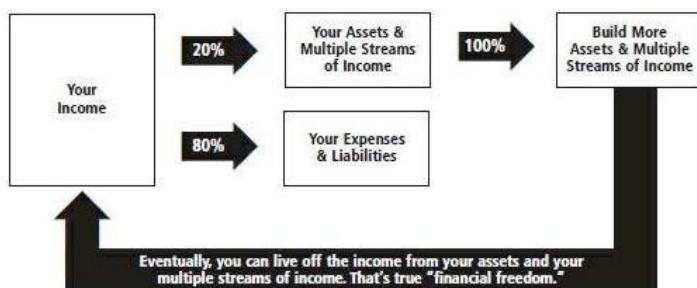 Your
Income
20%
Your Assets &
Multiple Streams
of Income
100%
Build More
Assets & Multiple
Streams of Income
80%
Your Expenses
& Liabilities
Eventually, you can live off the income from your assets and your
multiple streams of income. That's true "financial freedom."